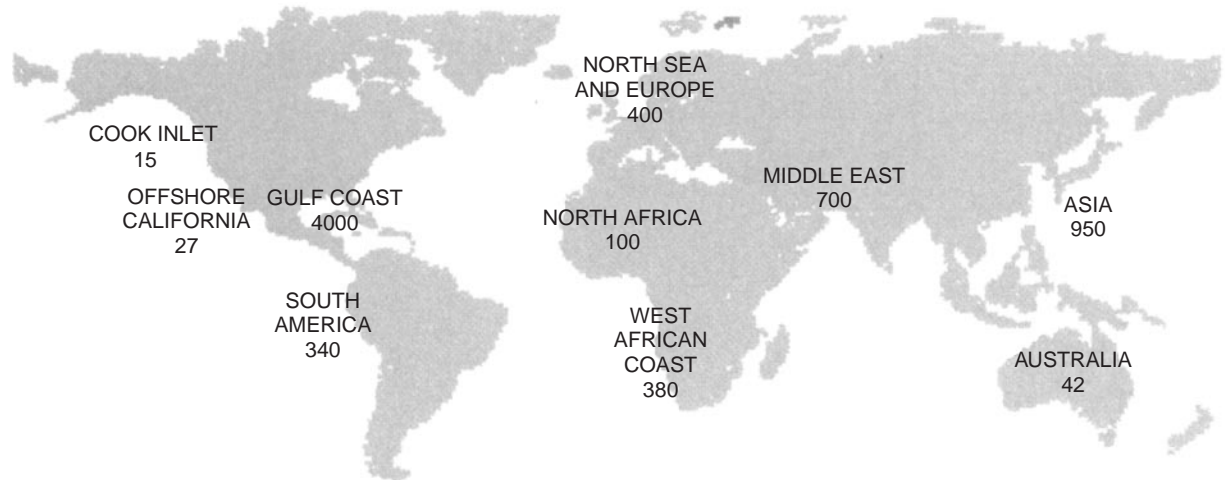 NORTH SEA
AND EUROPE
400
COOK INLET
15
OFFSHORE
CALIFORNIA
27
GULF COAST
4000
NORTH AFRICA
100
MIDDLE EAST
700
ASIA
950
SOUTH
AMERICA
340
WEST
AFRICAN
COAST
380
AUSTRALIA
42